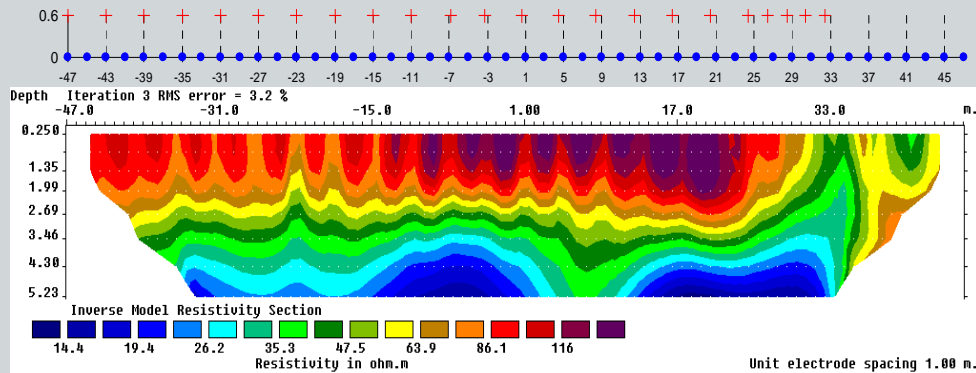 0.6
0
-47 -43 -39 -35 -31 -27 -23 -19 -15 -11 -7 -3 1 5 9 13 17 21 25 29 33 37 41 45
Depth Iteration 3 RMS error = 3.2 %
-47.0 -31.0 -15.0 1.00 17.0 33.0 m.
0.250
1.35
1.99
2.69
3.46
4.30
5.23
Inverse Model Resistivity Section
14.4 19.4 26.2 35.3 47.5 63.9 86.1 116
Resistivity in ohm.m Unit electrode spacing 1.00 m.